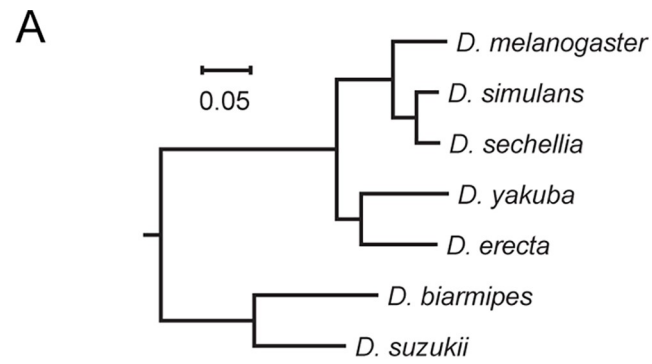 A
0.05
D. melanogaster
D. simulans
D. sechellia
D. yakuba
D. erecta
D. biarmipes
D. suzukii